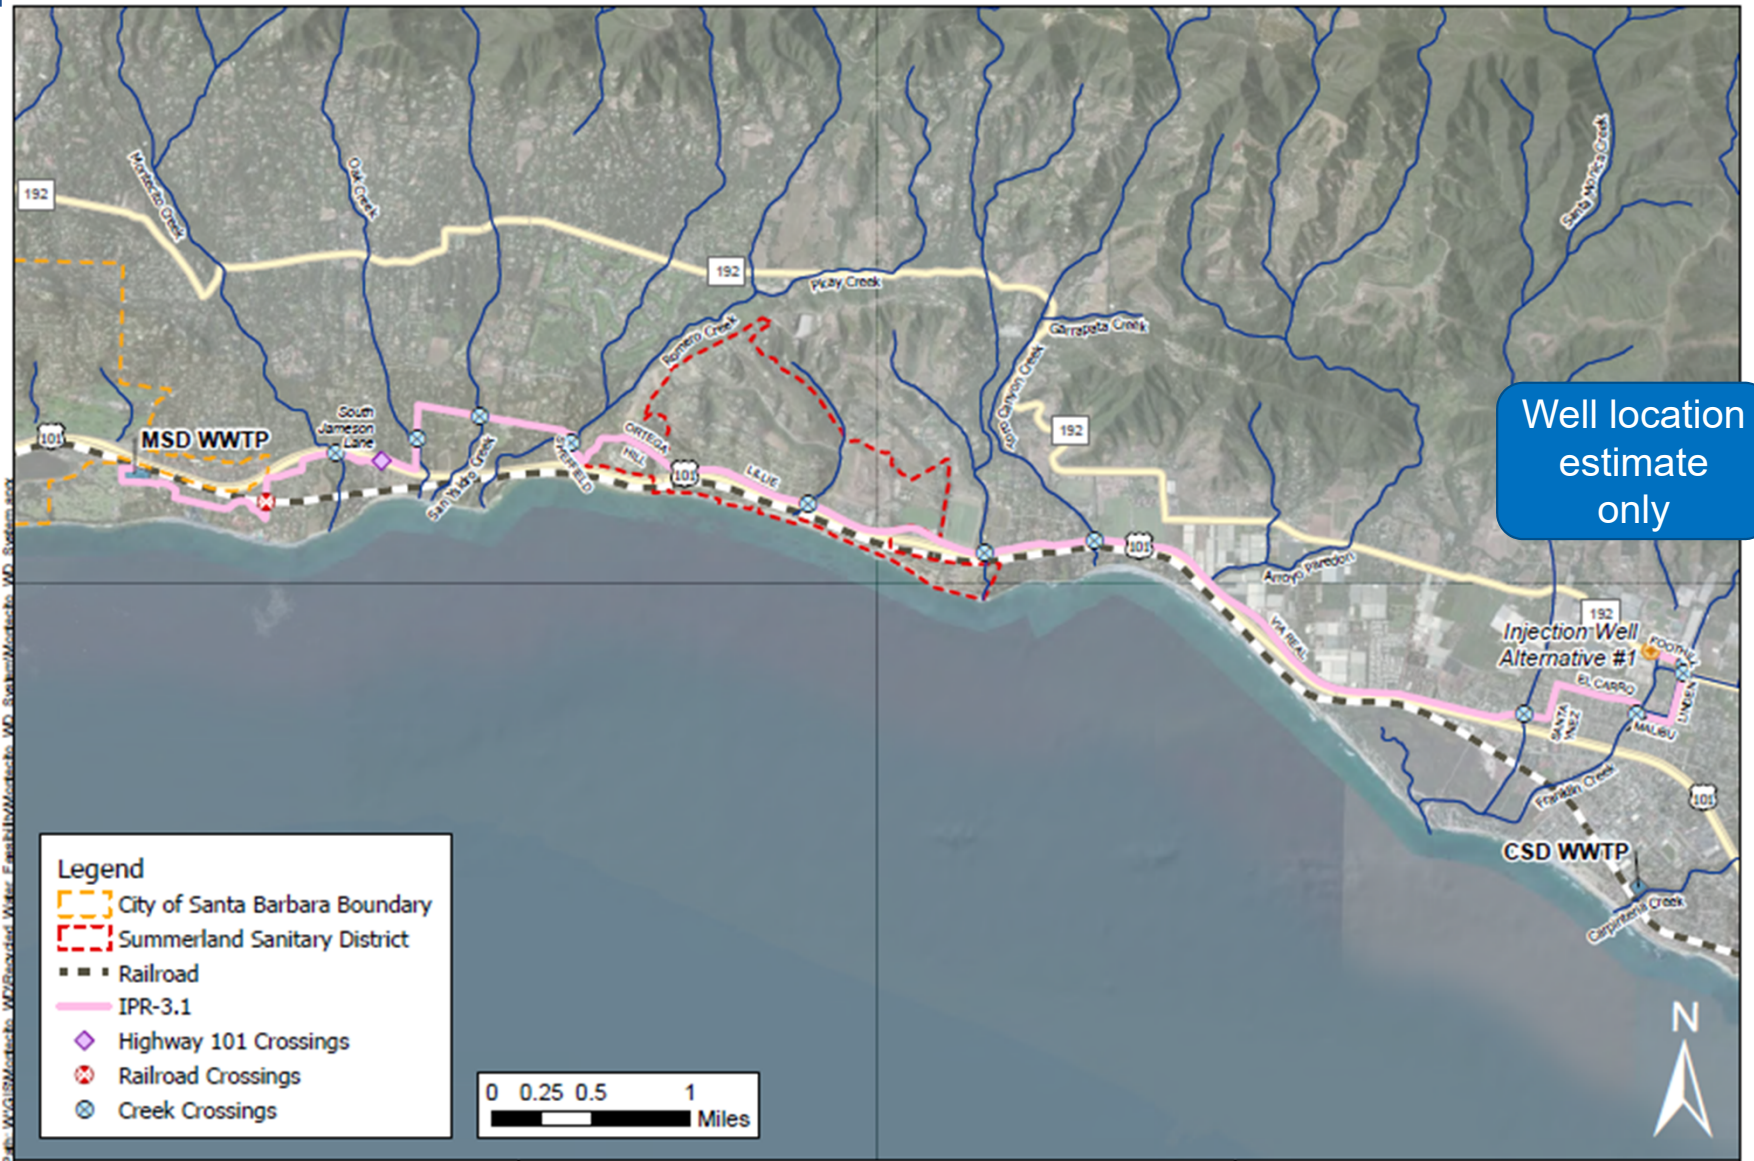 192
Montecito Creek
Oak Creek
192
Picay Creek
Romero Creek
Garrapata Creek
Toro Canyon Creek
Santa Monica Creek
192
Well location
estimate
only
101
MSD WWTP
South
Jameson
Lane
San Ysidro Creek
SHEFFIELD
ORTEGA
HILL
101
LILLIE
101
Arroyo Paredon
VIA REAL
192
Injection Well
Alternative #1
FOOTHILL
EL CARRO
LINDEN
SANTA
YNEZ
MALIBU
Franklin Creek
101
CSD WWTP
Carpinteria Creek
Legend
City of Santa Barbara Boundary
Summerland Sanitary District
Railroad
IPR-3.1
Highway 101 Crossings
Railroad Crossings
Creek Crossings
0 0.25 0.5 1
Miles
N